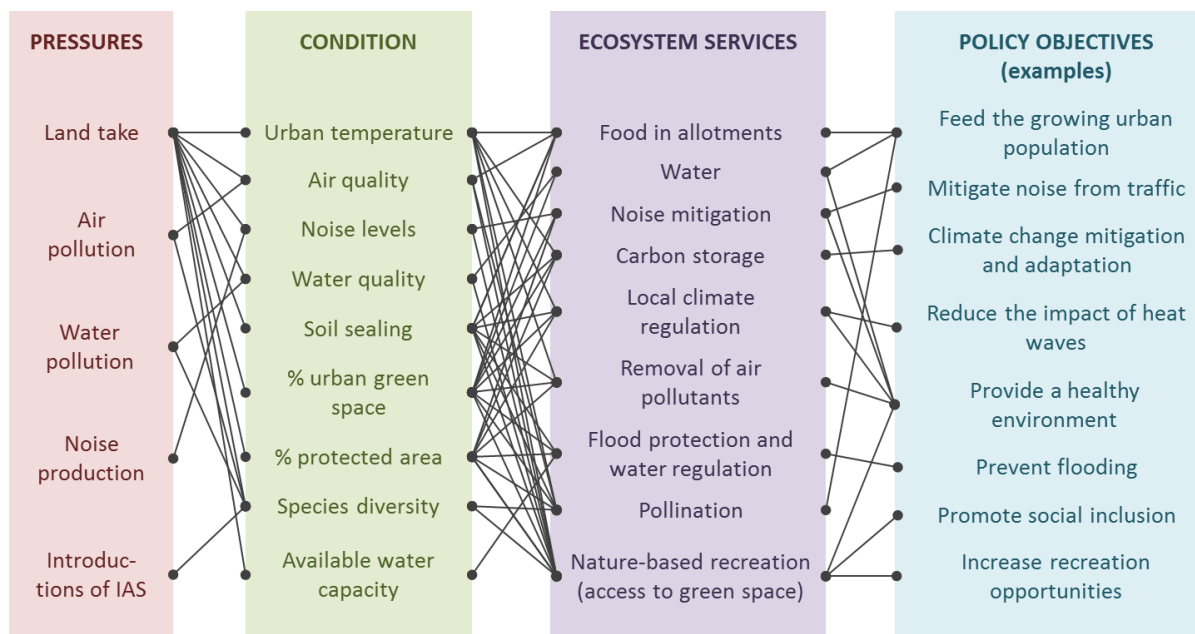 PRESSURES
Land take
Air
pollution
Water
pollution
Noise
production
Introduc-
tions of IAS
CONDITION
Urban temperature
Air quality
Noise levels
Water quality
Soil sealing
% urban green
space
% protected area
Species diversity
Available water
capacity
ECOSYSTEM SERVICES
Food in allotments
Water
Noise mitigation
Carbon storage
Local climate
regulation
Removal of air
pollutants
Flood protection and
water regulation
Pollination
Nature-based recreation
(access to green space)
POLICY OBJECTIVES
(examples)
Feed the growing urban
population
Mitigate noise from traffic
Climate change mitigation
and adaptation
Reduce the impact of heat
waves
Provide a healthy
environment
Prevent flooding
Promote social inclusion
Increase recreation
opportunities